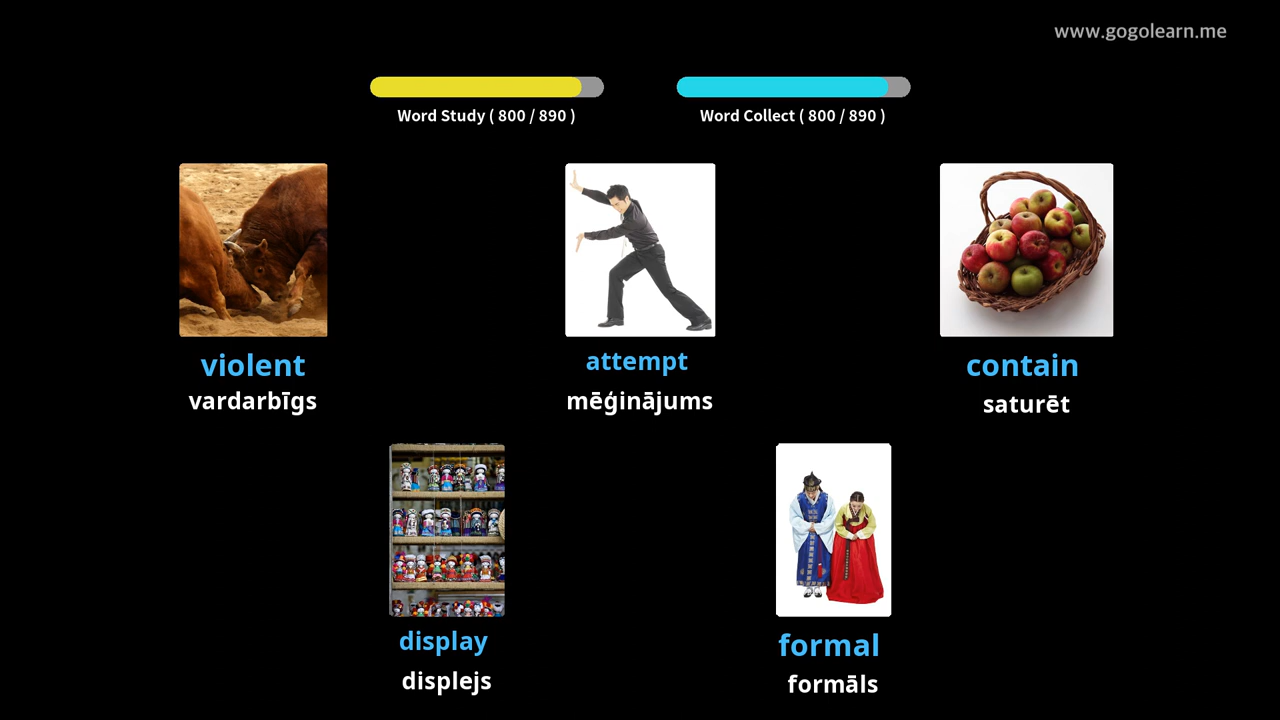 www.gogolearn.me
Word Study ( 800 / 890 )
Word Collect ( 800 / 890 )
violent
vardarbīgs
attempt
mēģinājums
contain
saturēt
display
displejs
formal
formāls